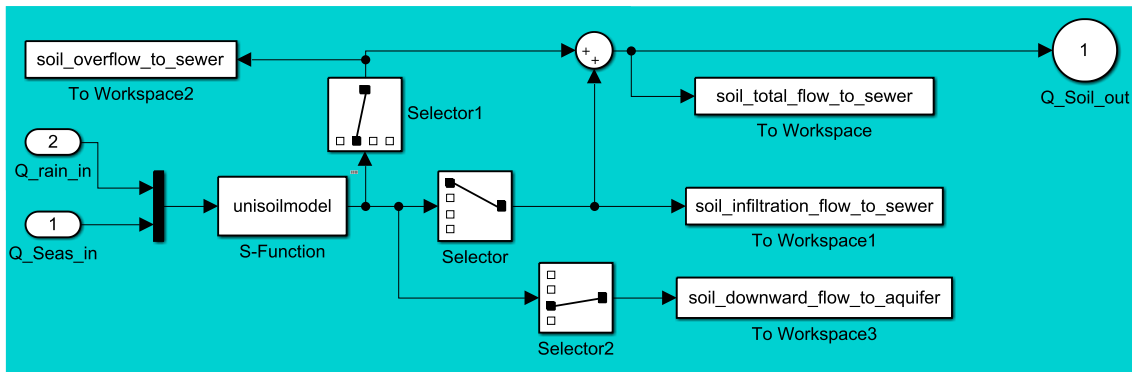 soil_overflow_to_sewer
To Workspace2
Selector1
+
+
1
Q_Soil_out
soil_total_flow_to_sewer
To Workspace
2
Q_rain_in
1
Q_Seas_in
unisoilmodel
S-Function
Selector
soil_infiltration_flow_to_sewer
To Workspace1
Selector2
soil_downward_flow_to_aquifer
To Workspace3